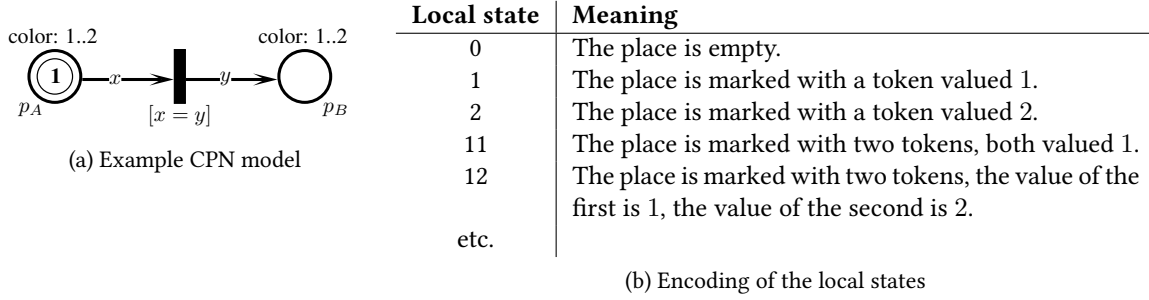 color: 1..2 color: 1..2
1 x y
p_A [x = y] p_B
(a) Example CPN model
Local state Meaning
0 The place is empty.
1 The place is marked with a token valued 1.
2 The place is marked with a token valued 2.
11 The place is marked with two tokens, both valued 1.
12 The place is marked with two tokens, the value of the
first is 1, the value of the second is 2.
etc.
(b) Encoding of the local states